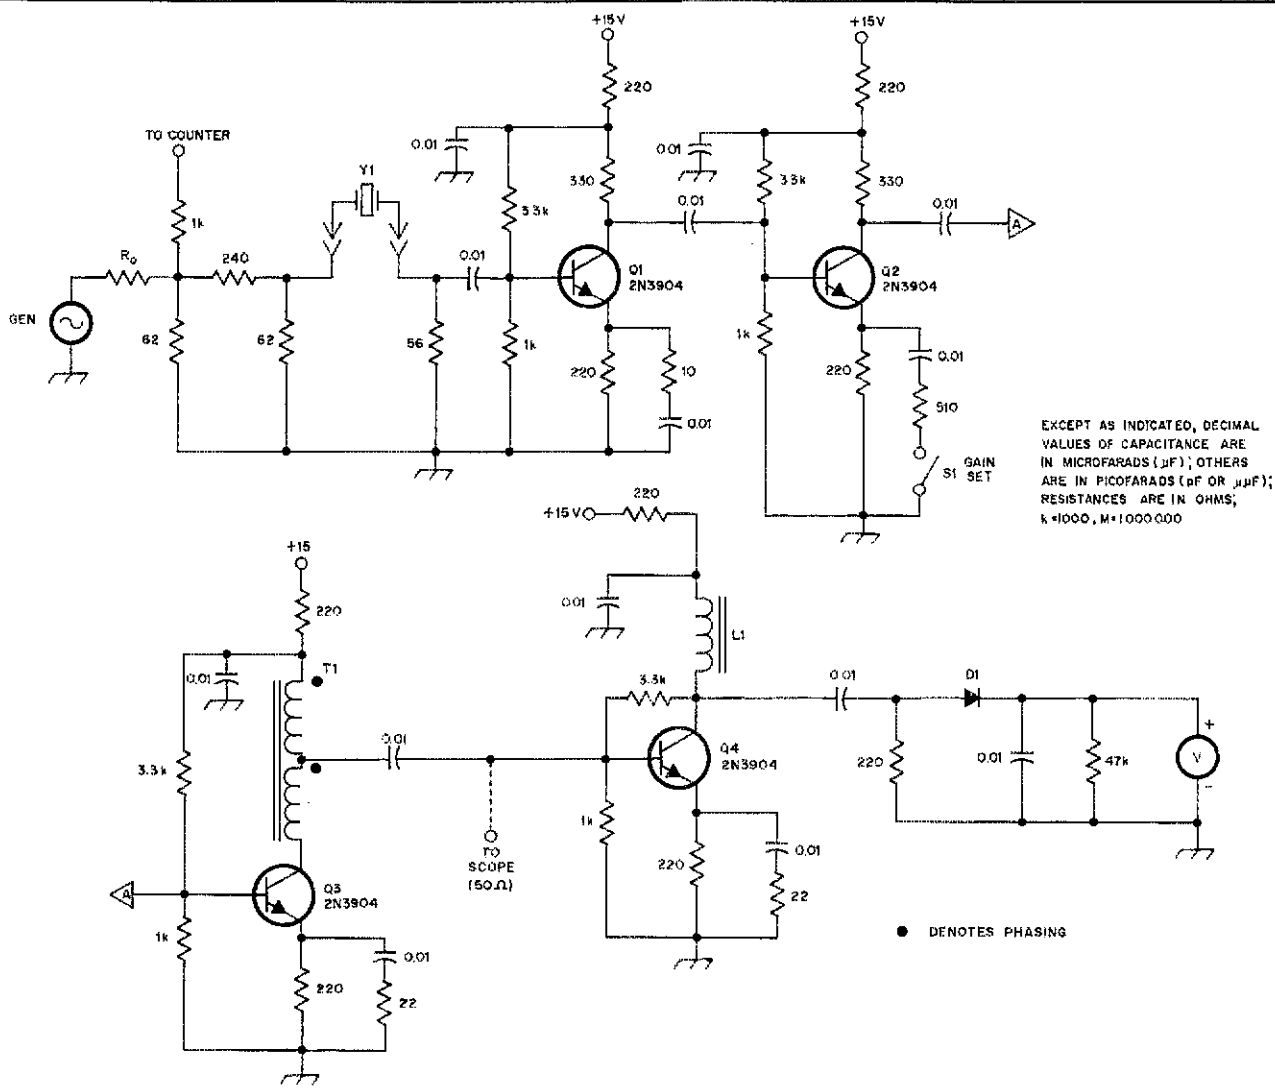 +15V
+15V
220
220
TO COUNTER
0.01
0.01
Y1
330
3.3k
330
1k
3.3k
0.01
0.01
A
R₀
240
0.01
Q1
2N3904
Q2
2N3904
GEN
62
62
56
1k
1k
220
10
220
0.01
0.01
510
S1 GAIN
SET
EXCEPT AS INDICATED, DECIMAL
VALUES OF CAPACITANCE ARE
IN MICROFARADS (µF); OTHERS
ARE IN PICOFARADS (pF OR µµF);
RESISTANCES ARE IN OHMS;
k=1000, M=1000000
220
+15V
+15
220
0.01
L1
T1
0.01
3.3k
0.01
D1
0.01
3.3k
Q4
2N3904
220
0.01
47k
+
V
-
1k
TO
SCOPE
(50Ω)
220
0.01
22
A
Q3
2N3904
1k
0.01
220
22
DENOTES PHASING